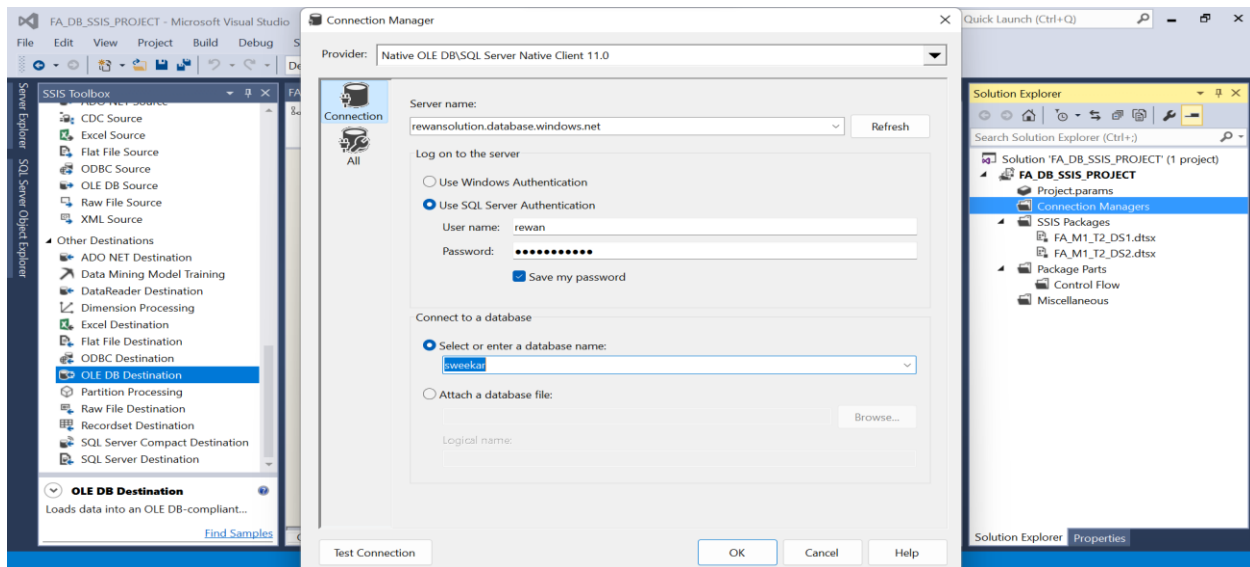 FA_DB_SSIS_PROJECT - Microsoft Visual Studio
File Edit View Project Build Debug S
De
Server Explorer
SQL Server Object Explorer
SSIS Toolbox
ADO NET Source
CDC Source
Excel Source
Flat File Source
ODBC Source
OLE DB Source
Raw File Source
XML Source
Other Destinations
ADO NET Destination
Data Mining Model Training
DataReader Destination
Dimension Processing
Excel Destination
Flat File Destination
ODBC Destination
OLE DB Destination
Partition Processing
Raw File Destination
Recordset Destination
SQL Server Compact Destination
SQL Server Destination
OLE DB Destination
Loads data into an OLE DB-compliant...
Find Samples
FA
Connection Manager
Provider: Native OLE DB\SQL Server Native Client 11.0
Connection
All
Server name:
rewansolution.database.windows.net
Refresh
Log on to the server
Use Windows Authentication
Use SQL Server Authentication
User name: rewan
Password: ●●●●●●●●●●●
Save my password
Connect to a database
Select or enter a database name:
sweekar
Attach a database file:
Browse...
Logical name:
Test Connection OK Cancel Help
Quick Launch (Ctrl+Q)
Solution Explorer
Search Solution Explorer (Ctrl+;)
Solution 'FA_DB_SSIS_PROJECT' (1 project)
FA_DB_SSIS_PROJECT
Project.params
Connection Managers
SSIS Packages
FA_M1_T2_DS1.dtsx
FA_M1_T2_DS2.dtsx
Package Parts
Control Flow
Miscellaneous
Solution Explorer Properties